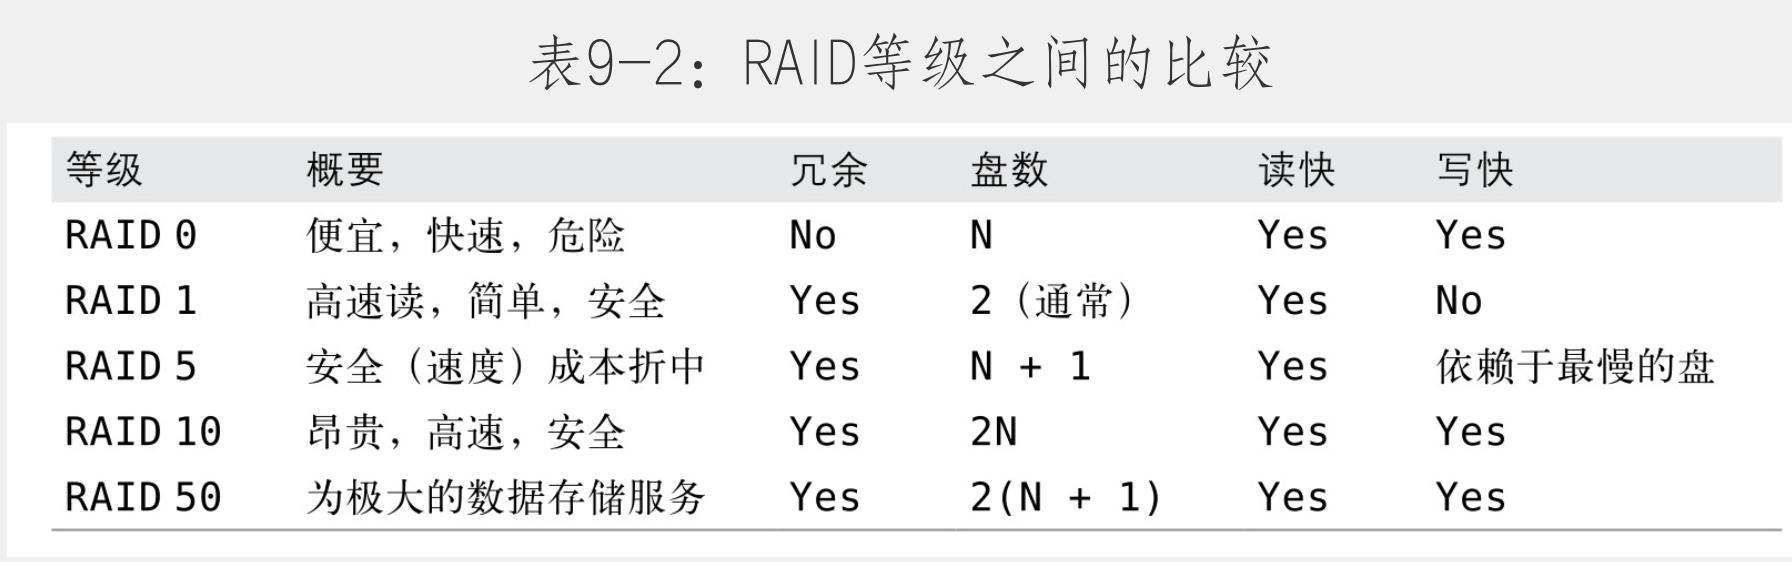 表9-2：RAID等级之间的比较
等级 概要 冗余 盘数 读快 写快
RAID 0 便宜，快速，危险 No N Yes Yes
RAID 1 高速读，简单，安全 Yes 2（通常） Yes No
RAID 5 安全（速度）成本折中 Yes N + 1 Yes 依赖于最慢的盘
RAID 10 昂贵，高速，安全 Yes 2N Yes Yes
RAID 50 为极大的数据存储服务 Yes 2(N + 1) Yes Yes